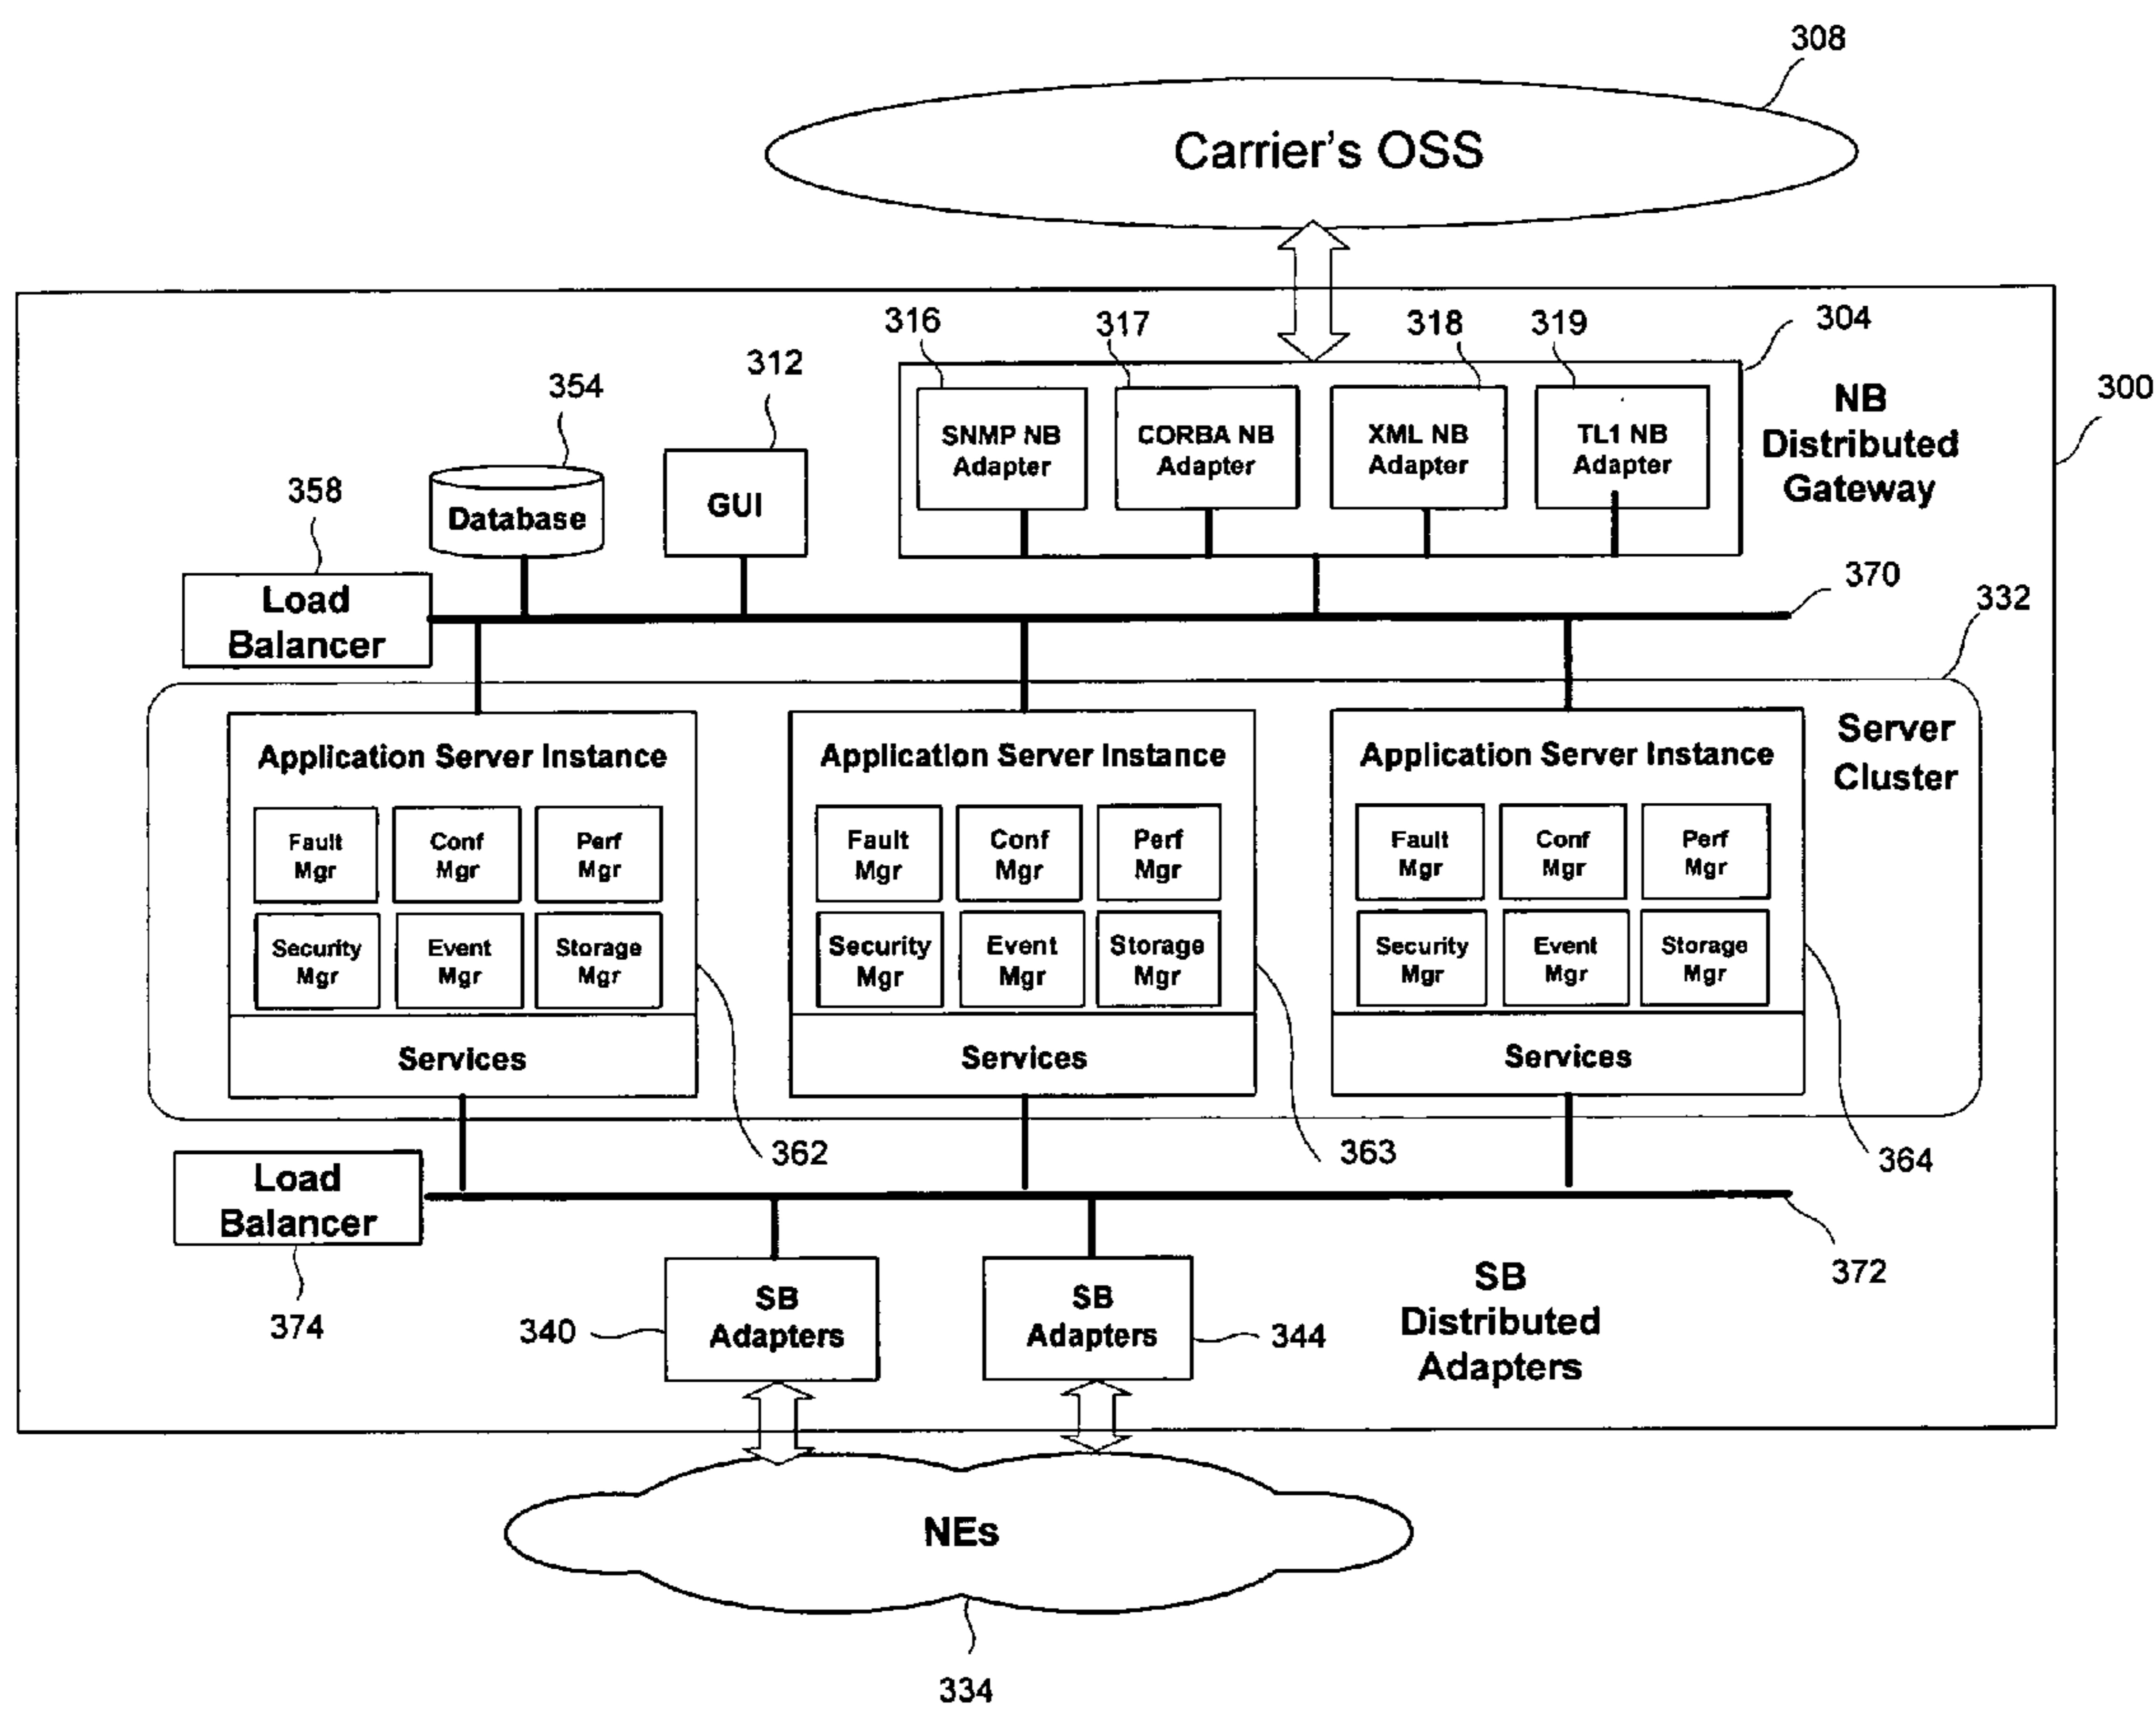 308
Carrier's OSS
316
317
318
319
304
300
NB
Distributed
Gateway
SNMP NB
Adapter
CORBA NB
Adapter
XML NB
Adapter
TL1 NB
Adapter
312
GUI
354
Database
358
Load
Balancer
370
332
Server
Cluster
Application Server Instance
Fault
Mgr
Conf
Mgr
Perf
Mgr
Security
Mgr
Event
Mgr
Storage
Mgr
Services
Application Server Instance
Fault
Mgr
Conf
Mgr
Perf
Mgr
Security
Mgr
Event
Mgr
Storage
Mgr
Services
Application Server Instance
Fault
Mgr
Conf
Mgr
Perf
Mgr
Security
Mgr
Event
Mgr
Storage
Mgr
Services
362
363
364
Load
Balancer
374
372
340
SB
Adapters
SB
Adapters
344
SB
Distributed
Adapters
NEs
334